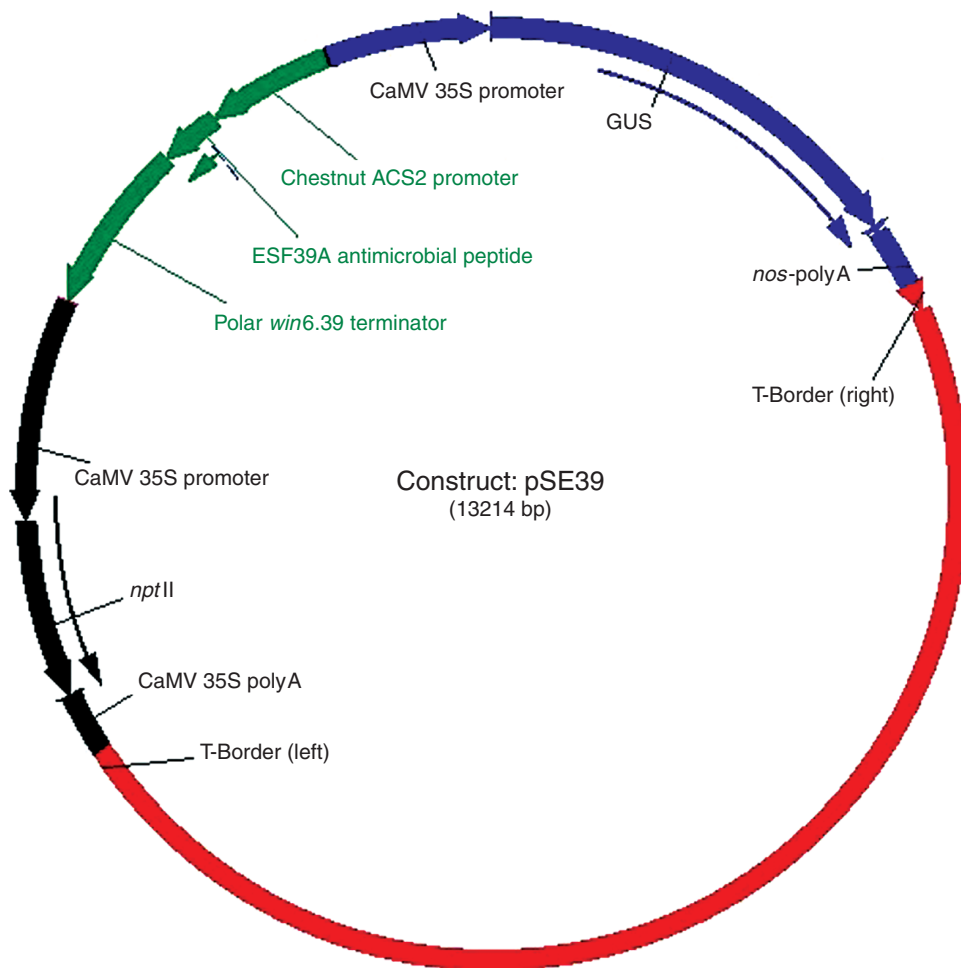 CaMV 35S promoter
GUS
Chestnut ACS2 promoter
ESF39A antimicrobial peptide
nos-polyA
Polar win6.39 terminator
T-Border (right)
CaMV 35S promoter
Construct: pSE39
(13214 bp)
nptII
CaMV 35S polyA
T-Border (left)